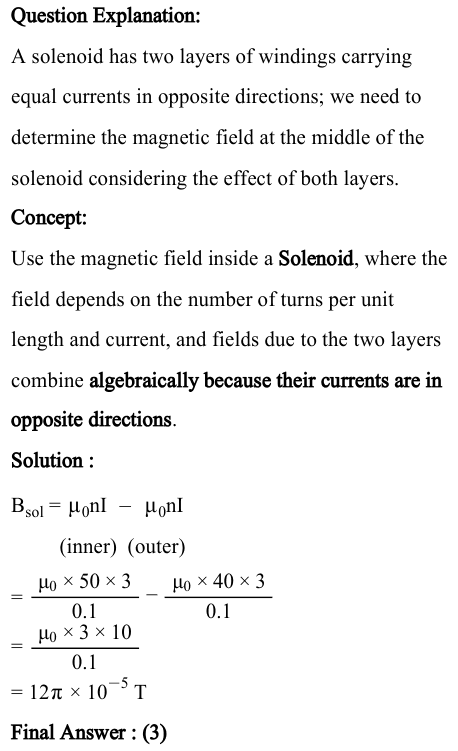 Question Explanation:
A solenoid has two layers of windings carrying
equal currents in opposite directions; we need to
determine the magnetic field at the middle of the
solenoid considering the effect of both layers.
Concept:
Use the magnetic field inside a Solenoid, where the
field depends on the number of turns per unit
length and current, and fields due to the two layers
combine algebraically because their currents are in
opposite directions.
Solution :
B_sol = μ₀nI − μ₀nI
(inner) (outer)
= (μ₀ × 50 × 3)/0.1 − (μ₀ × 40 × 3)/0.1
= (μ₀ × 3 × 10)/0.1
= 12π × 10⁻⁵ T
Final Answer : (3)